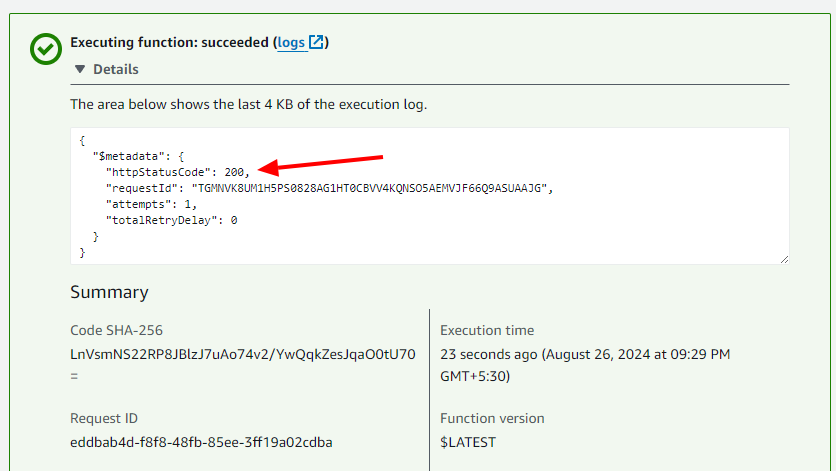 Executing function: succeeded (logs)
Details
The area below shows the last 4 KB of the execution log.
{
  "$metadata": {
    "httpStatusCode": 200,
    "requestId": "TGMNVK8UM1H5PS0828AG1HT0CBVV4KQNSO5AEMVJF66Q9ASUAAJG",
    "attempts": 1,
    "totalRetryDelay": 0
  }
}
Summary
Code SHA-256
LnVsmNS22RP8JBlzJ7uAo74v2/YwQqkZesJqaO0tU70
=
Execution time
23 seconds ago (August 26, 2024 at 09:29 PM
GMT+5:30)
Request ID
eddbab4d-f8f8-48fb-85ee-3ff19a02cdba
Function version
$LATEST